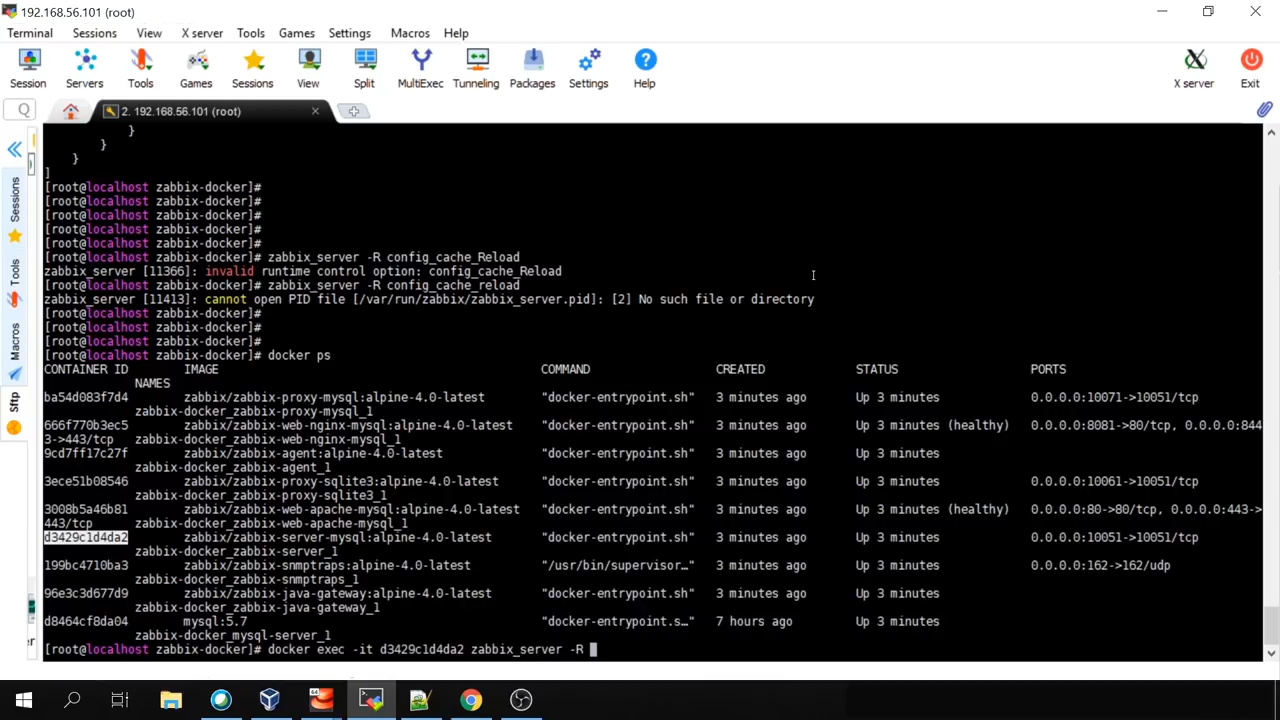 192.168.56.101 (root)
Terminal Sessions View X server Tools Games Settings Macros Help
Session Servers Tools Games Sessions View Split MultiExec Tunneling Packages Settings Help X server Exit
2. 192.168.56.101 (root)
Sessions
Tools
Macros
Sftp
}
}
}
]
[root@localhost zabbix-docker]#
[root@localhost zabbix-docker]#
[root@localhost zabbix-docker]#
[root@localhost zabbix-docker]#
[root@localhost zabbix-docker]#
[root@localhost zabbix-docker]# zabbix_server -R config_cache_Reload
zabbix_server [11366]: invalid runtime control option: config_cache_Reload
[root@localhost zabbix-docker]# zabbix_server -R config_cache_reload
zabbix_server [11413]: cannot open PID file [/var/run/zabbix/zabbix_server.pid]: [2] No such file or directory
[root@localhost zabbix-docker]#
[root@localhost zabbix-docker]#
[root@localhost zabbix-docker]#
[root@localhost zabbix-docker]# docker ps
CONTAINER ID IMAGE COMMAND CREATED STATUS PORTS
NAMES
ba54d083f7d4 zabbix/zabbix-proxy-mysql:alpine-4.0-latest "docker-entrypoint.sh" 3 minutes ago Up 3 minutes 0.0.0.0:10071->10051/tcp
zabbix-docker_zabbix-proxy-mysql_1
666f770b3ec5 zabbix/zabbix-web-nginx-mysql:alpine-4.0-latest "docker-entrypoint.sh" 3 minutes ago Up 3 minutes (healthy) 0.0.0.0:8081->80/tcp, 0.0.0.0:844
3->443/tcp zabbix-docker_zabbix-web-nginx-mysql_1
9cd7ff17c27f zabbix/zabbix-agent:alpine-4.0-latest "docker-entrypoint.sh" 3 minutes ago Up 3 minutes
zabbix-docker_zabbix-agent_1
3ece51b08546 zabbix/zabbix-proxy-sqlite3:alpine-4.0-latest "docker-entrypoint.sh" 3 minutes ago Up 3 minutes 0.0.0.0:10061->10051/tcp
zabbix-docker_zabbix-proxy-sqlite3_1
3008b5a46b81 zabbix/zabbix-web-apache-mysql:alpine-4.0-latest "docker-entrypoint.sh" 3 minutes ago Up 3 minutes (healthy) 0.0.0.0:80->80/tcp, 0.0.0.0:443->
443/tcp zabbix-docker_zabbix-web-apache-mysql_1
d3429c1d4da2 zabbix/zabbix-server-mysql:alpine-4.0-latest "docker-entrypoint.sh" 3 minutes ago Up 3 minutes 0.0.0.0:10051->10051/tcp
zabbix-docker_zabbix-server_1
199bc4710ba3 zabbix/zabbix-snmptraps:alpine-4.0-latest "/usr/bin/supervisor…" 3 minutes ago Up 3 minutes 0.0.0.0:162->162/udp
zabbix-docker_zabbix-snmptraps_1
96e3c3d677d9 zabbix/zabbix-java-gateway:alpine-4.0-latest "docker-entrypoint.sh" 3 minutes ago Up 3 minutes
zabbix-docker_zabbix-java-gateway_1
d8464cf8da04 mysql:5.7 "docker-entrypoint.s…" 7 hours ago Up 3 minutes
zabbix-docker_mysql-server_1
[root@localhost zabbix-docker]# docker exec -it d3429c1d4da2 zabbix_server -R